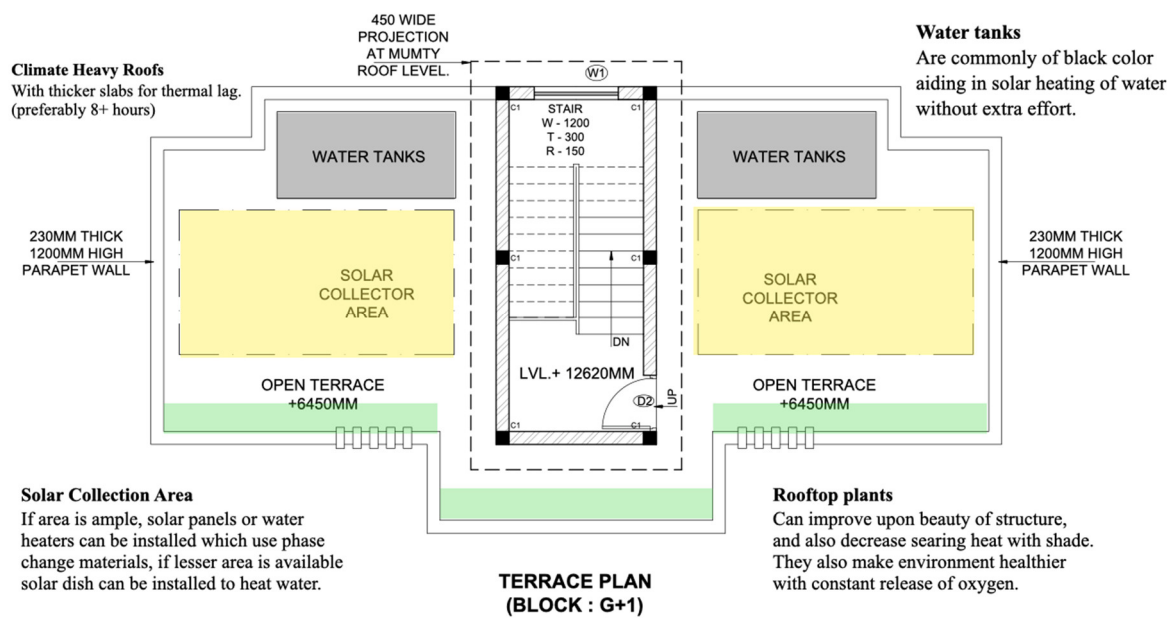 450 WIDE
PROJECTION
AT MUMTY
ROOF LEVEL.
Climate Heavy Roofs
With thicker slabs for thermal lag.
(preferably 8+ hours)
Water tanks
Are commonly of black color
aiding in solar heating of water
without extra effort.
W1
C1
C1
STAIR
W - 1200
T - 300
R - 150
WATER TANKS
WATER TANKS
230MM THICK
1200MM HIGH
PARAPET WALL
230MM THICK
1200MM HIGH
PARAPET WALL
C1
C1
SOLAR
COLLECTOR
AREA
SOLAR
COLLECTOR
AREA
DN
LVL.+ 12620MM
OPEN TERRACE
+6450MM
D2
UP
OPEN TERRACE
+6450MM
C1
C1
Solar Collection Area
If area is ample, solar panels or water
heaters can be installed which use phase
change materials, if lesser area is available
solar dish can be installed to heat water.
Rooftop plants
Can improve upon beauty of structure,
and also decrease searing heat with shade.
They also make environment healthier
with constant release of oxygen.
TERRACE PLAN
(BLOCK : G+1)